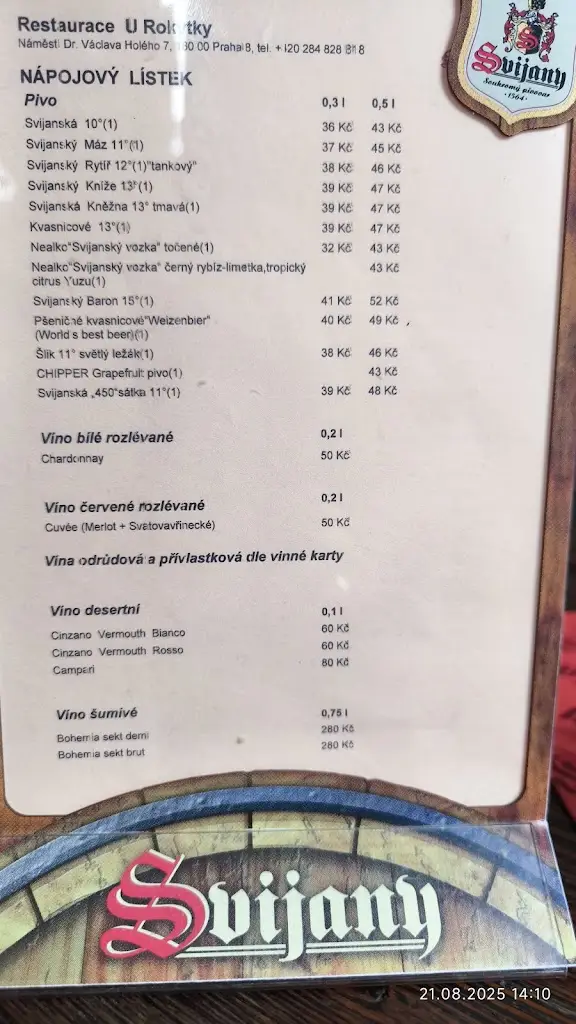 Restaurace U Rokytky
Náměstí Dr. Václava Holého 7, 180 00 Praha 8, tel. 284 828
Svijany
Soukromý pivovar
·1564·
NÁPOJOVÝ LÍSTEK
Pivo 0,3 l 0,5 l
Svijanská 10°(1) 36 Kč 43 Kč
Svijanský Máz 11°(1) 37 Kč 45 Kč
Svijanský Rytíř 12°(1)"tankový" 38 Kč 46 Kč
Svijanský Kníže 13°(1) 39 Kč 47 Kč
Svijanská Kněžna 13° tmavá(1) 39 Kč 47 Kč
Kvasnicové 13°(1) 39 Kč 47 Kč
Nealko"Svijanský vozka" točené(1) 32 Kč 43 Kč
Nealko"Svijanský vozka" černý rybíz-limetka,tropický 43 Kč
citrus Yuzu(1)
Svijanský Baron 15°(1) 41 Kč 52 Kč
Pšeničné kvasnicové"Weizenbier" 40 Kč 49 Kč
(World s best beer)(1)
Šlik 11° světlý ležák(1) 38 Kč 46 Kč
CHIPPER Grapefruit pivo(1) 43 Kč
Svijanská „450"sátka 11°(1) 39 Kč 48 Kč
Víno bílé rozlévané 0,2 l
Chardonnay 50 Kč
Víno červené rozlévané 0,2 l
Cuvée (Merlot + Svatovavřinecké) 50 Kč
Vína odrůdová a přívlastková dle vinné karty
Víno desertní 0,1 l
Cinzano Vermouth Bianco 60 Kč
Cinzano Vermouth Rosso 60 Kč
Campari 80 Kč
Víno šumivé 0,75 l
Bohemia sekt demi 280 Kč
Bohemia sekt brut 280 Kč
Svijany
21.08.2025 14:10